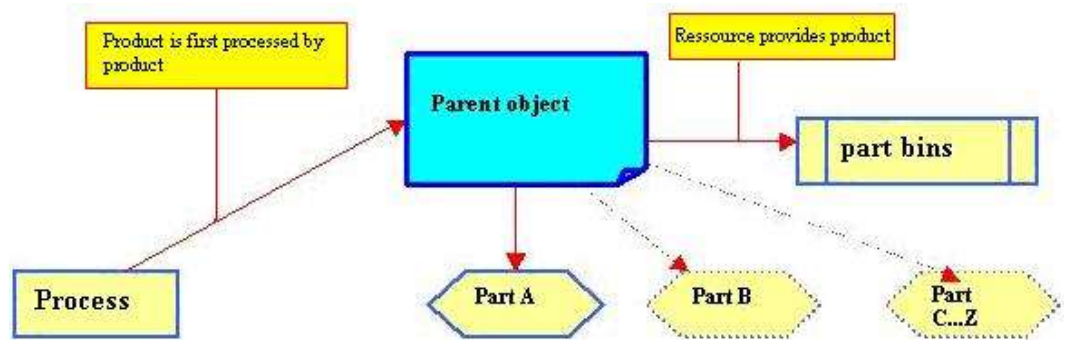 Product is first processed by
product
Ressource provides product
Parent object
part bins
Process
Part A
Part B
Part
C...Z